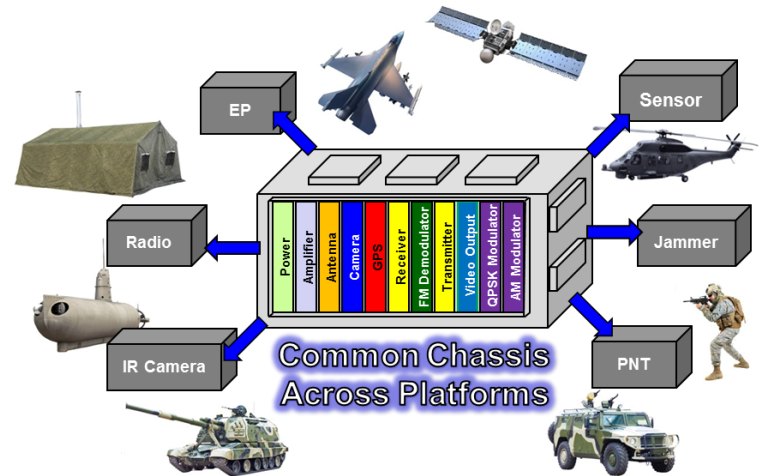 EP
Sensor
Radio
Jammer
IR Camera
PNT
Power
Amplifier
Antenna
Camera
GPS
Receiver
FM Demodulator
Transmitter
Video Output
QPSK Modulator
AM Modulator
Common Chassis
Across Platforms